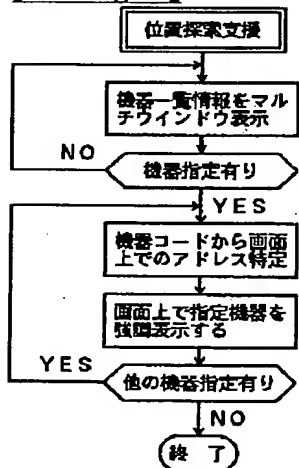 位置探索支援
機器一覧情報をマル
チウインドウ表示
NO
機器指定有り
YES
機器コードから画面
上でのアドレス特定
画面上で指定機器を
強調表示する
YES
他の機器指定有り
NO
終 了